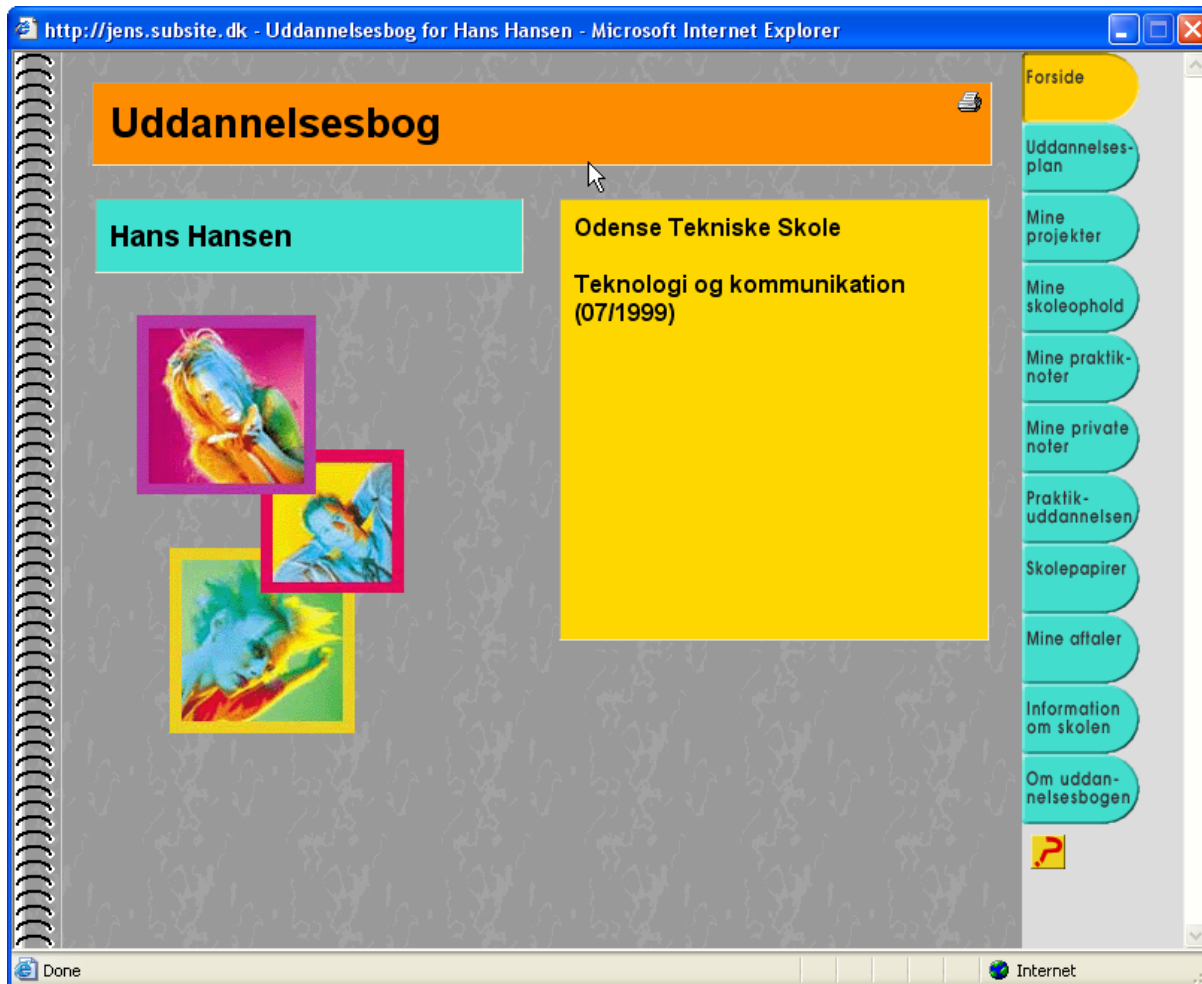 http://jens.subsite.dk - Uddannelsesbog for Hans Hansen - Microsoft Internet Explorer
Uddannelsesbog
Hans Hansen
Odense Tekniske Skole
Teknologi og kommunikation
(07/1999)
Forside
Uddannelses-
plan
Mine
projekter
Mine
skoleophold
Mine praktik-
noter
Mine private
noter
Praktik-
uddannelsen
Skolepapirer
Mine aftaler
Information
om skolen
Om uddan-
nelsesbogen
?
Done
Internet